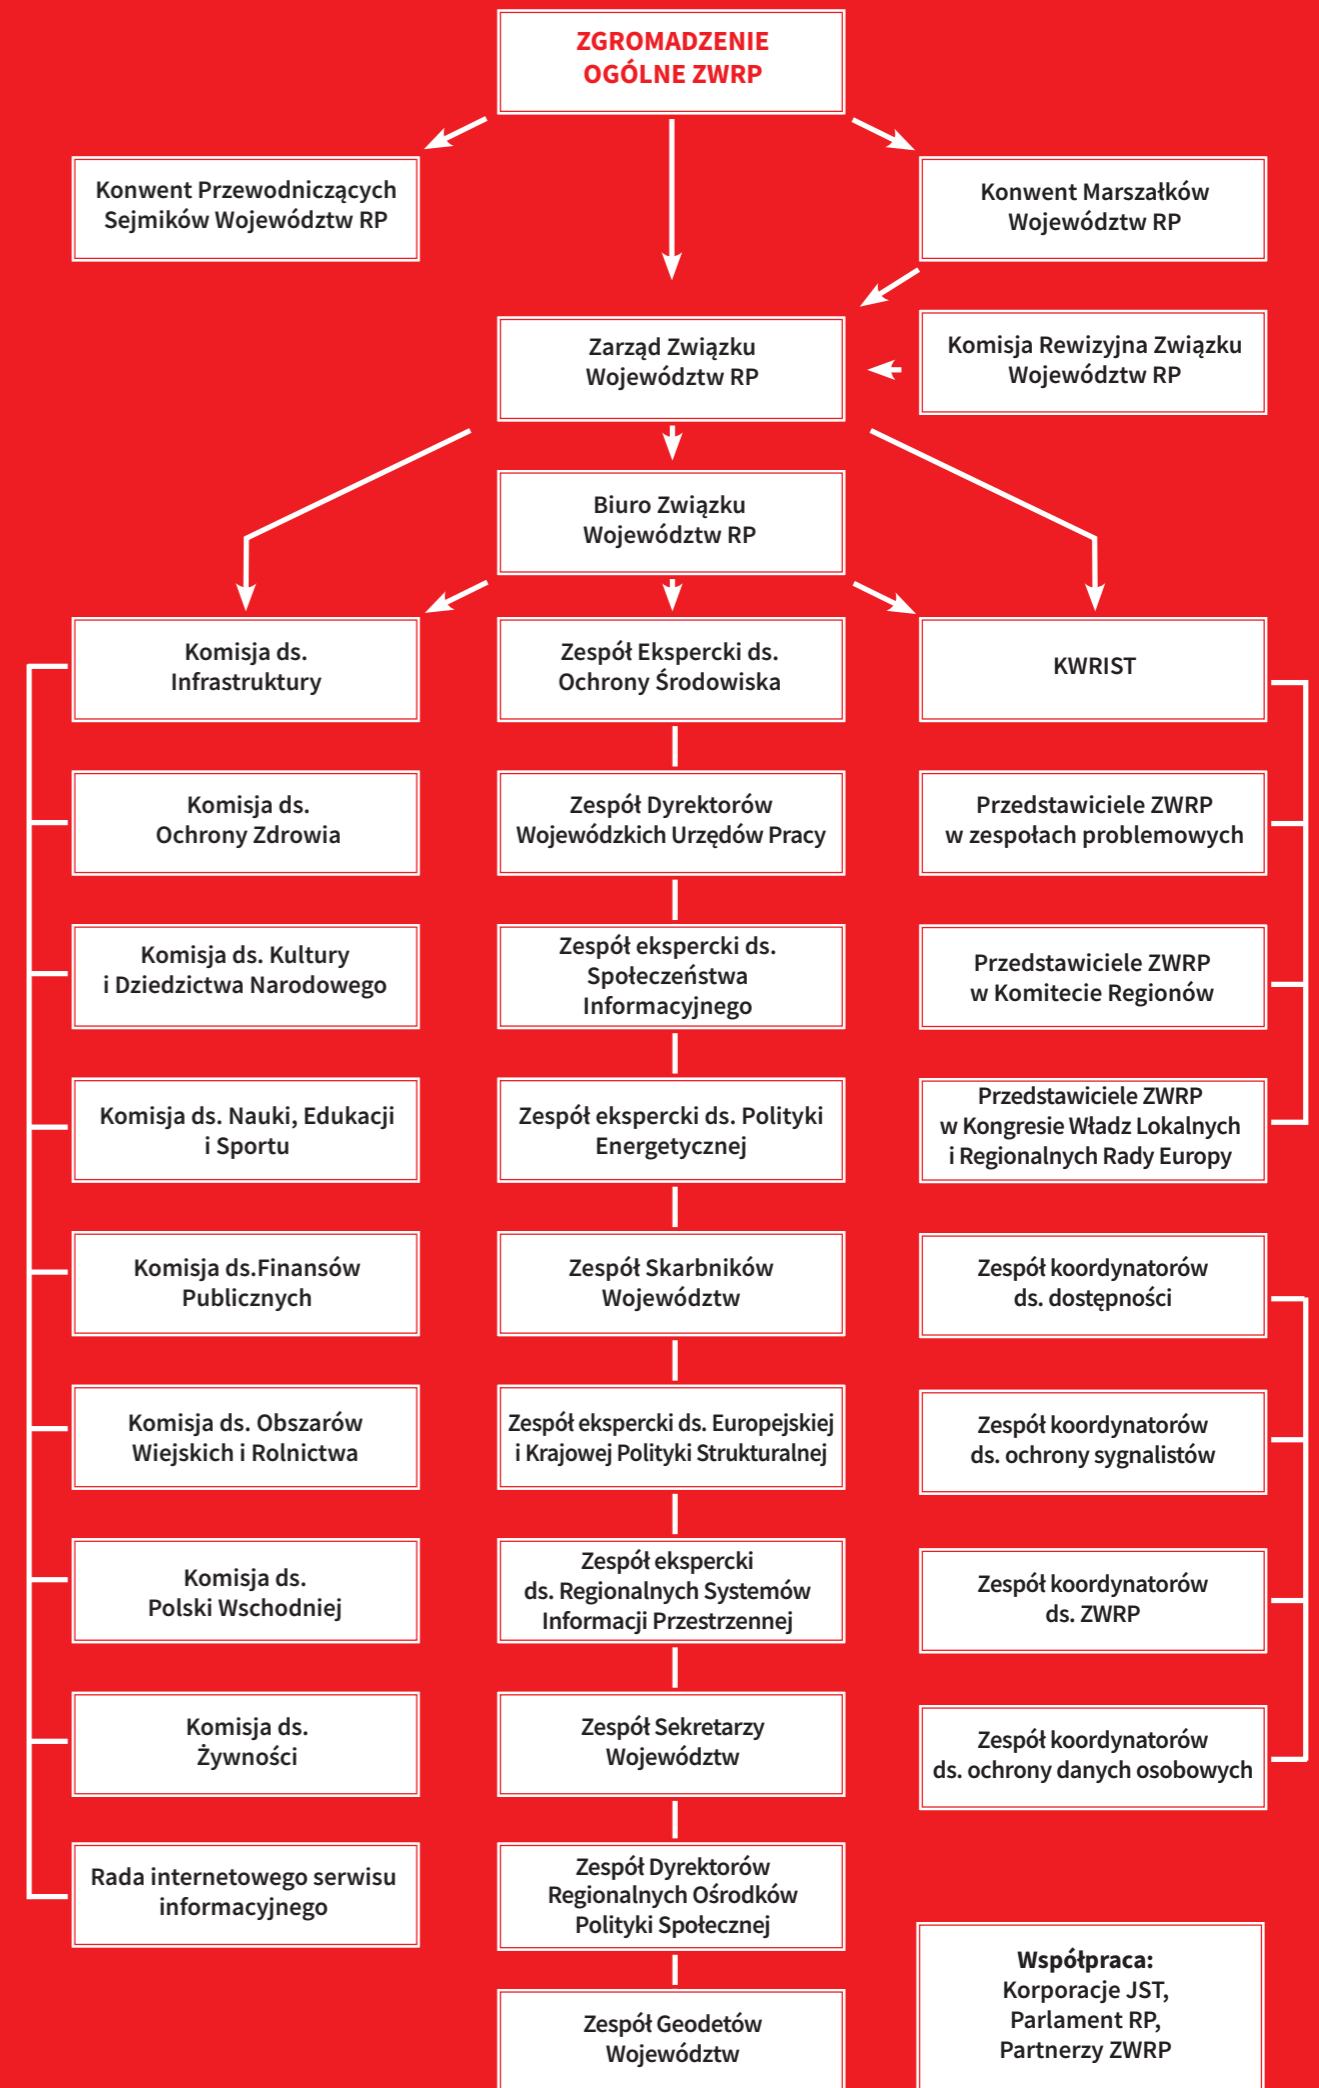 ZGROMADZENIE
OGÓLNE ZWRP
Konwent Przewodniczących
Sejmików Województw RP
Konwent Marszałków
Województw RP
Zarząd Związku
Województw RP
Komisja Rewizyjna Związku
Województw RP
Biuro Związku
Województw RP
Komisja ds.
Infrastruktury
Zespół Ekspercki ds.
Ochrony Środowiska
KWRIST
Komisja ds.
Ochrony Zdrowia
Zespół Dyrektorów
Wojewódzkich Urzędów Pracy
Przedstawiciele ZWRP
w zespołach problemowych
Komisja ds. Kultury
i Dziedzictwa Narodowego
Zespół ekspercki ds.
Społeczeństwa
Informacyjnego
Przedstawiciele ZWRP
w Komitecie Regionów
Komisja ds. Nauki, Edukacji
i Sportu
Zespół ekspercki ds. Polityki
Energetycznej
Przedstawiciele ZWRP
w Kongresie Władz Lokalnych
i Regionalnych Rady Europy
Komisja ds.Finansów
Publicznych
Zespół Skarbników
Województw
Zespół koordynatorów
ds. dostępności
Komisja ds. Obszarów
Wiejskich i Rolnictwa
Zespół ekspercki ds. Europejskiej
i Krajowej Polityki Strukturalnej
Zespół koordynatorów
ds. ochrony sygnalistów
Komisja ds.
Polski Wschodniej
Zespół ekspercki
ds. Regionalnych Systemów
Informacji Przestrzennej
Zespół koordynatorów
ds. ZWRP
Komisja ds.
Żywności
Zespół Sekretarzy
Województw
Zespół koordynatorów
ds. ochrony danych osobowych
Rada internetowego serwisu
informacyjnego
Zespół Dyrektorów
Regionalnych Ośrodków
Polityki Społecznej
Zespół Geodetów
Województw
Współpraca:
Korporacje JST,
Parlament RP,
Partnerzy ZWRP